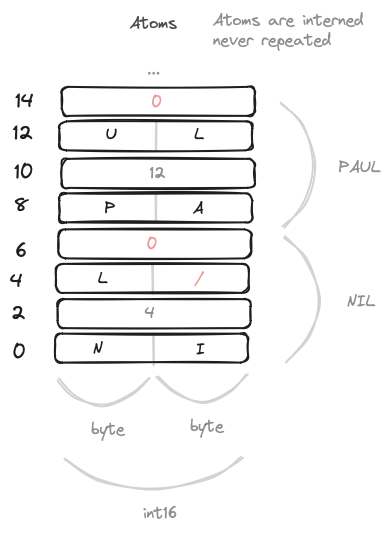 Atoms
Atoms are interned
never repeated
...
14 0
12 U L
10 12
8 P A
PAUL
6 0
4 L /
2 4
NIL
0 N I
byte byte
int16